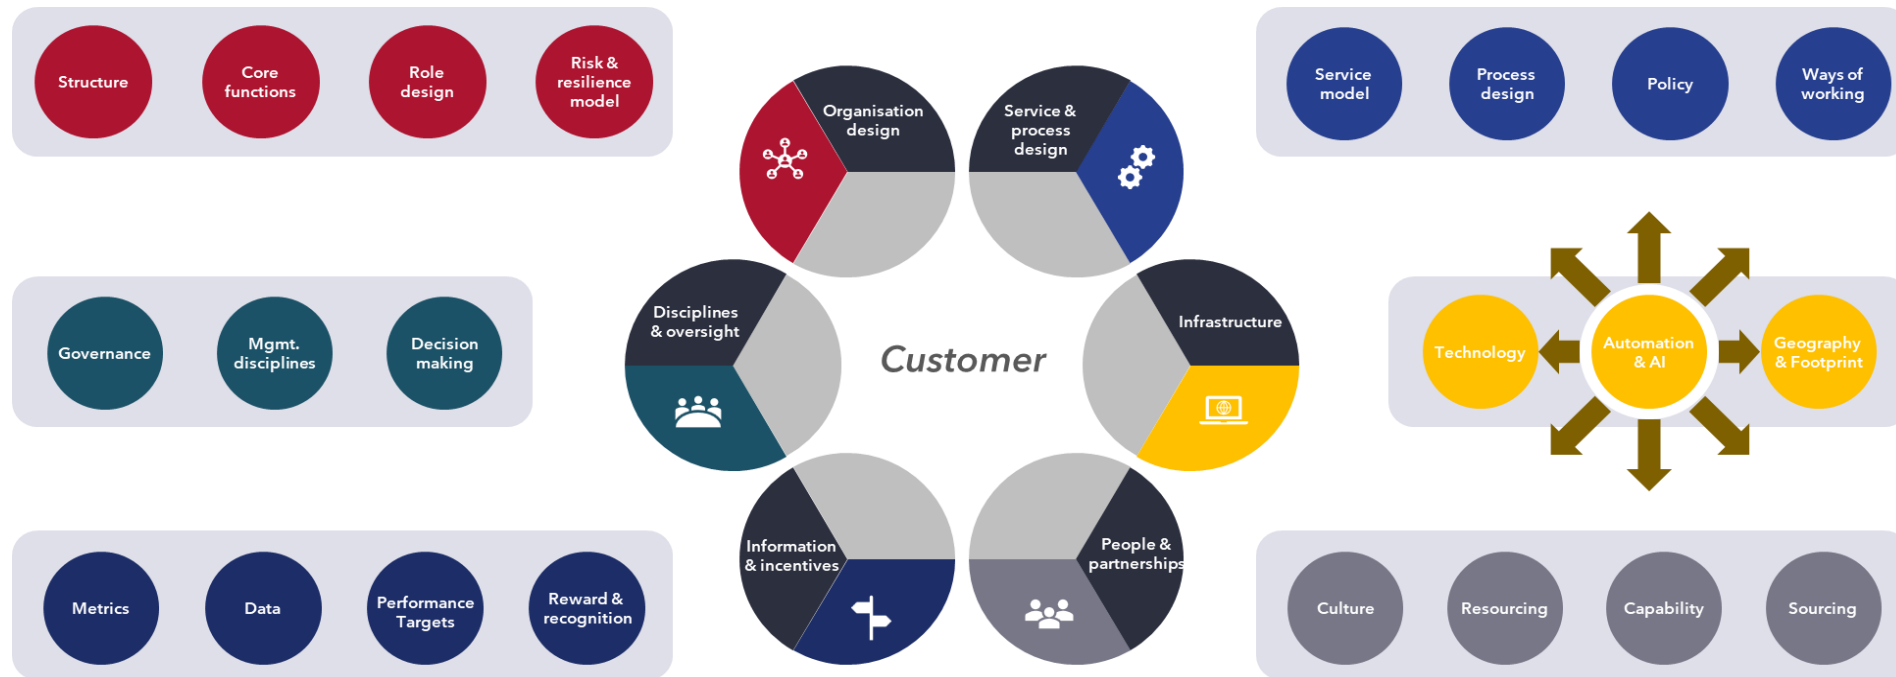 Structure
Core
functions
Role
design
Risk &
resilience
model
Organisation
design
Service &
process
design
Service
model
Process
design
Policy
Ways of
working
Governance
Mgmt.
disciplines
Decision
making
Disciplines
& oversight
Customer
Infrastructure
Technology
Automation
& AI
Geography
& Footprint
Metrics
Data
Performance
Targets
Reward &
recognition
Information
& incentives
People &
partnerships
Culture
Resourcing
Capability
Sourcing